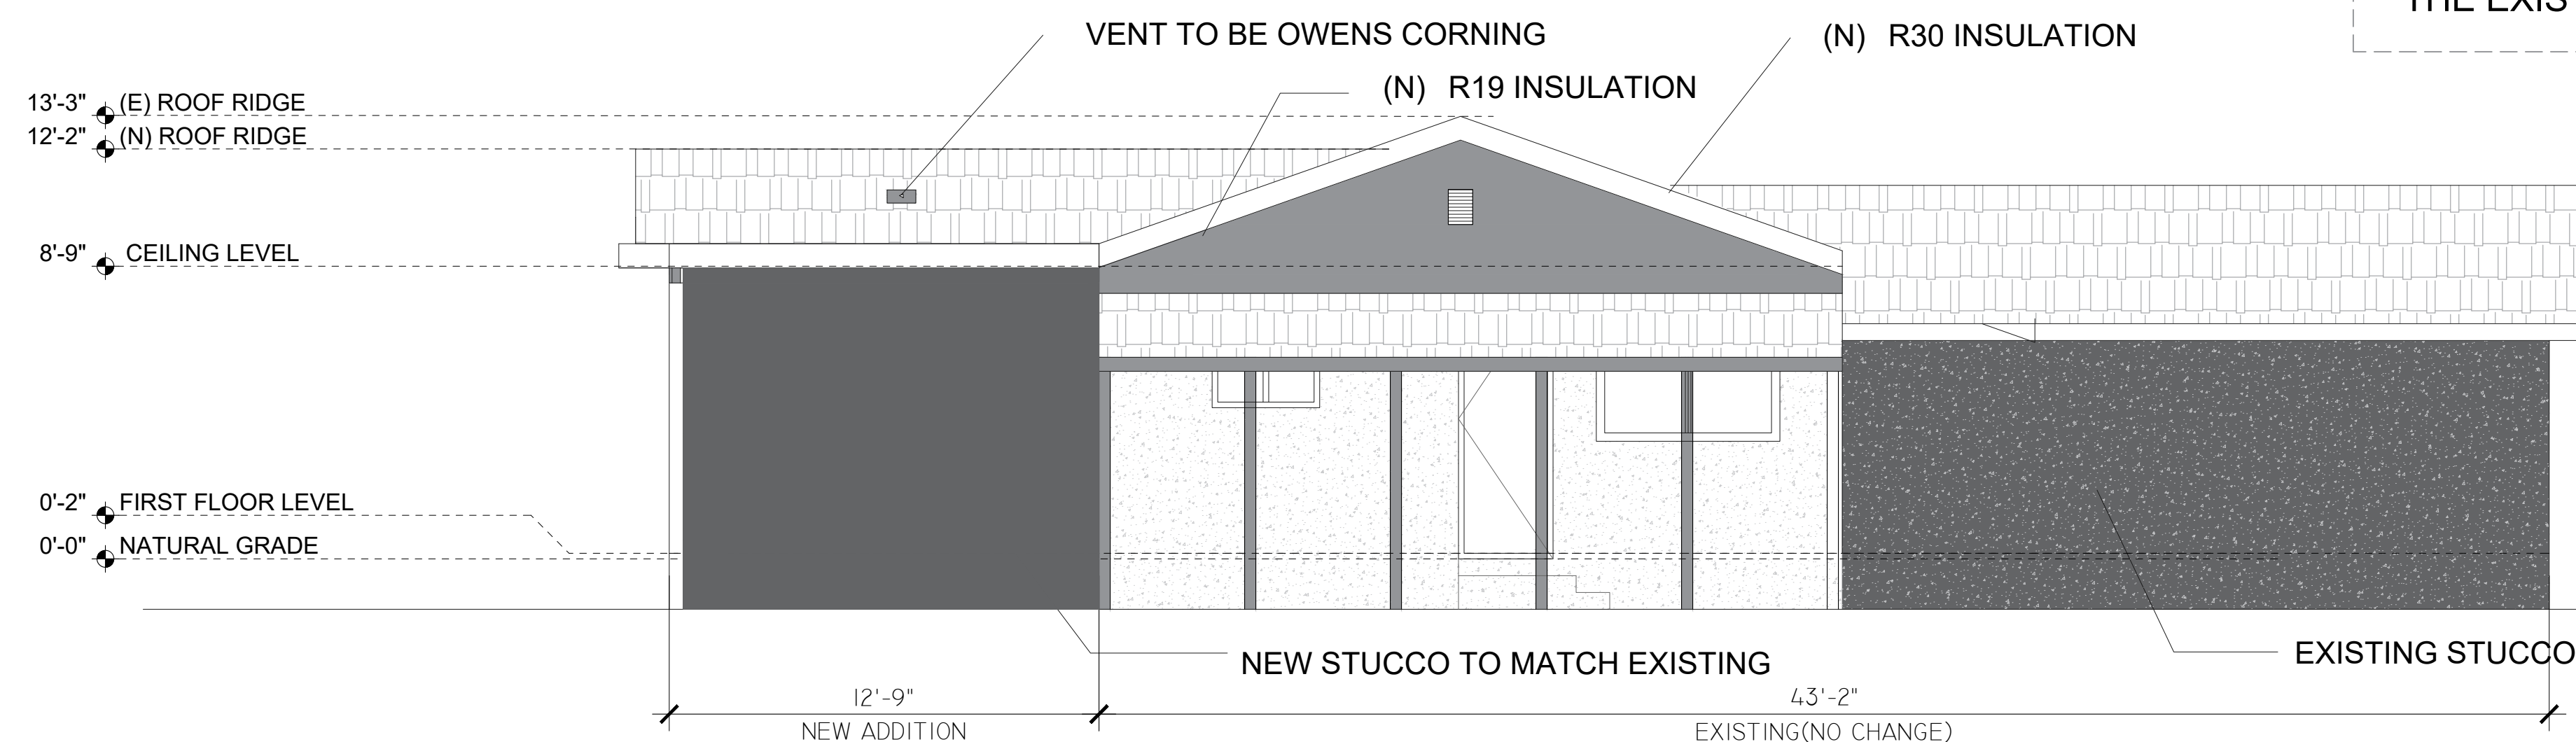 THE EXIS
VENT TO BE OWENS CORNING
(N) R30 INSULATION
(N) R19 INSULATION
13'-3" (E) ROOF RIDGE
12'-2" (N) ROOF RIDGE
8'-9" CEILING LEVEL
0'-2" FIRST FLOOR LEVEL
0'-0" NATURAL GRADE
EXISTING STUCCO
NEW STUCCO TO MATCH EXISTING
12'-9"
43'-2"
NEW ADDITION
EXISTING(NO CHANGE)